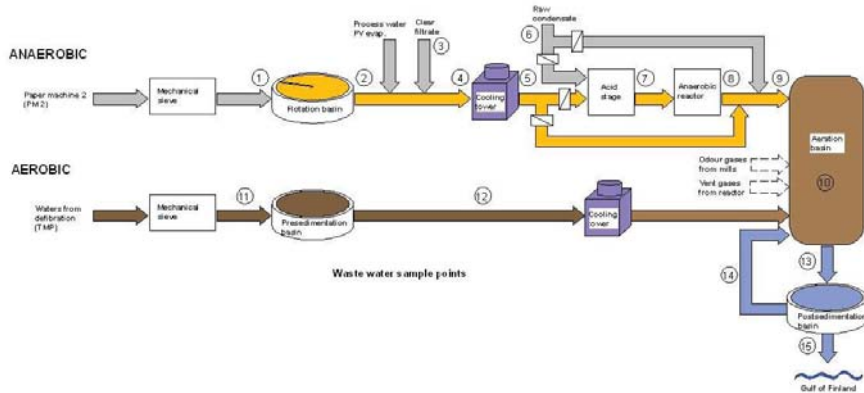 Process water
PV evap.
Clear
filtrate
Raw
condensate
ANAEROBIC
Paper machine 2
(PM 2)
Mechanical
sieve
1
Rotation basin
2
3
4
Cooling
tower
5
6
Acid
stage
7
Anaerobic
reactor
8
9
Aeration
basin
10
AEROBIC
Waters from
defibration
(TMP)
Mechanical
sieve
11
Presedimentation
basin
12
Cooling
tower
Odour gases
from mills
Vent gases
from reactor
Waste water sample points
13
14
Postsedimentation
basin
15
Gulf of Finland